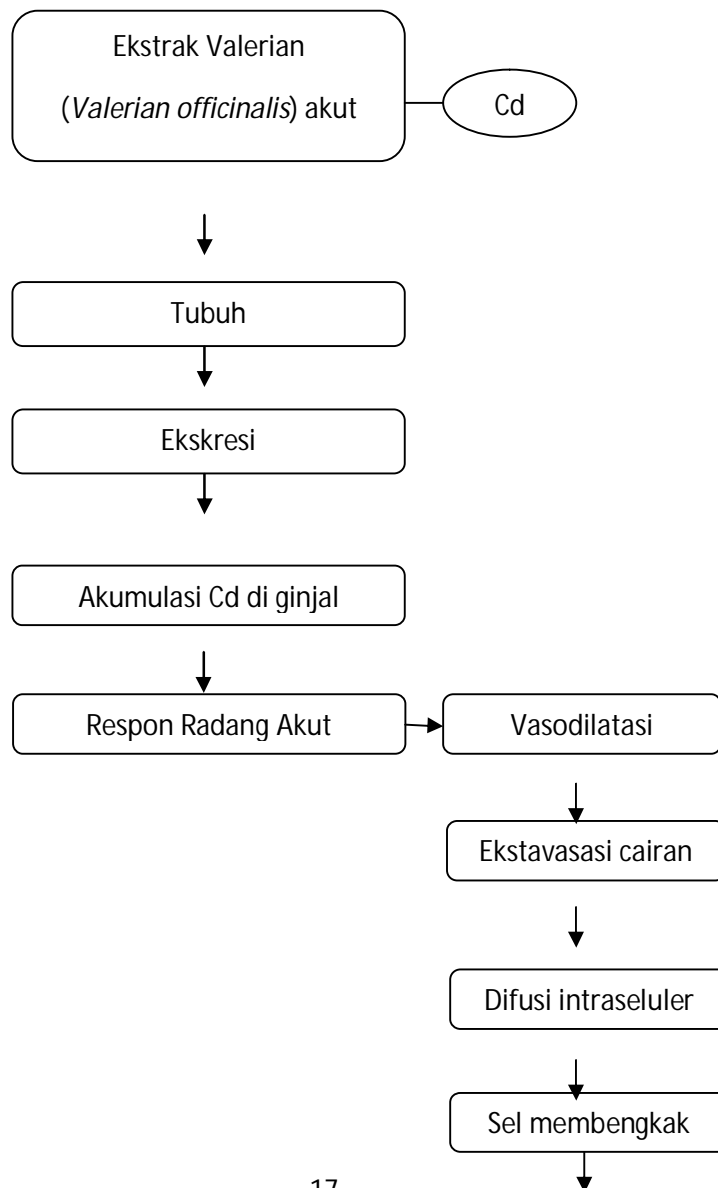 Ekstrak Valerian
(Valerian officinalis) akut
Cd
Tubuh
Ekskresi
Akumulasi Cd di ginjal
Respon Radang Akut
Vasodilatasi
Ekstavasasi cairan
Difusi intraseluler
Sel membengkak
17